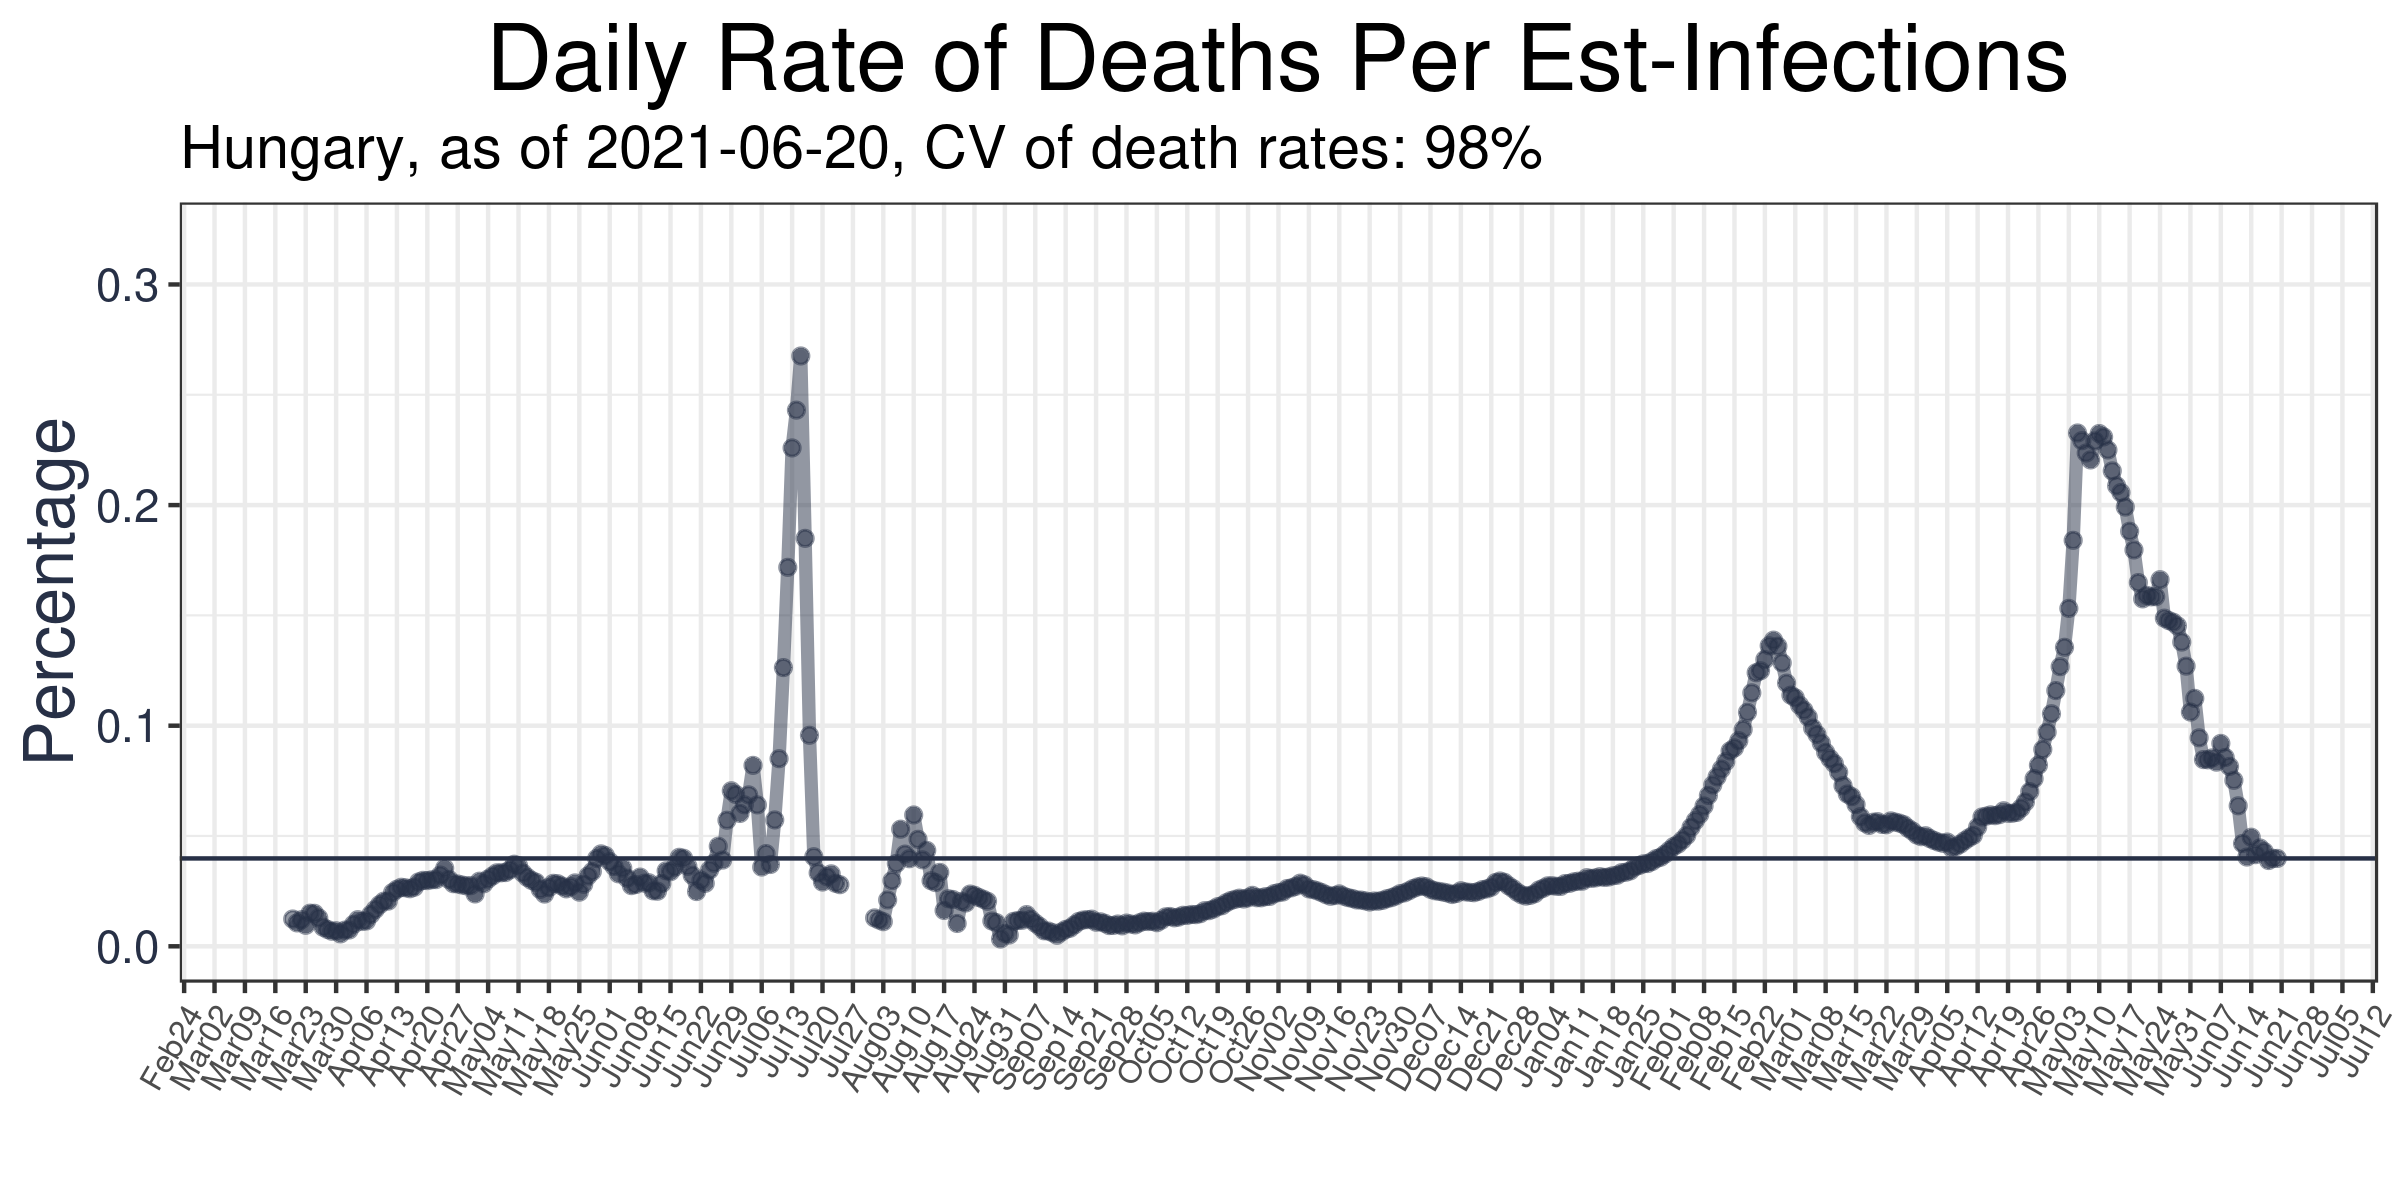 Daily Rate of Deaths Per Est-Infections
Hungary, as of 2021-06-20, CV of death rates: 98%
Percentage
0.3
0.2
0.1
0.0
Feb24
Mar02
Mar09
Mar16
Mar23
Mar30
Apr06
Apr13
Apr20
Apr27
May04
May11
May18
May25
Jun01
Jun08
Jun15
Jun22
Jun29
Jul06
Jul13
Jul20
Jul27
Aug03
Aug10
Aug17
Aug24
Aug31
Sep07
Sep14
Sep21
Sep28
Oct05
Oct12
Oct19
Oct26
Nov02
Nov09
Nov16
Nov23
Nov30
Dec07
Dec14
Dec21
Dec28
Jan04
Jan11
Jan18
Jan25
Feb01
Feb08
Feb15
Feb22
Mar01
Mar08
Mar15
Mar22
Mar29
Apr05
Apr12
Apr19
Apr26
May03
May10
May17
May24
May31
Jun07
Jun14
Jun21
Jun28
Jul05
Jul12